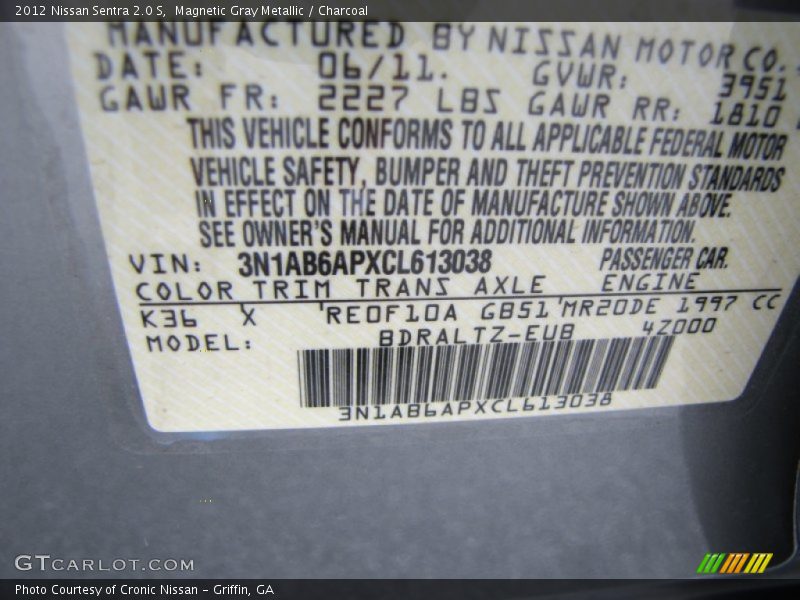 2012 Nissan Sentra 2.0 S,  Magnetic Gray Metallic / Charcoal
MANUFACTURED BY NISSAN MOTOR CO.
DATE: 06/11. GVWR: 3951
GAWR FR: 2227 LBS GAWR RR: 1810
THIS VEHICLE CONFORMS TO ALL APPLICABLE FEDERAL MOTOR
VEHICLE SAFETY, BUMPER AND THEFT PREVENTION STANDARDS
IN EFFECT ON THE DATE OF MANUFACTURE SHOWN ABOVE.
SEE OWNER'S MANUAL FOR ADDITIONAL INFORMATION.
VIN: 3N1AB6APXCL613038 PASSENGER CAR.
COLOR TRIM TRANS AXLE ENGINE
K36 X RE0F10A GB51 MR20DE 1997 CC
MODEL: BDRALTZ-EUB 4Z000
3N1AB6APXCL613038
GTCARLOT.COM
Photo Courtesy of Cronic Nissan - Griffin, GA